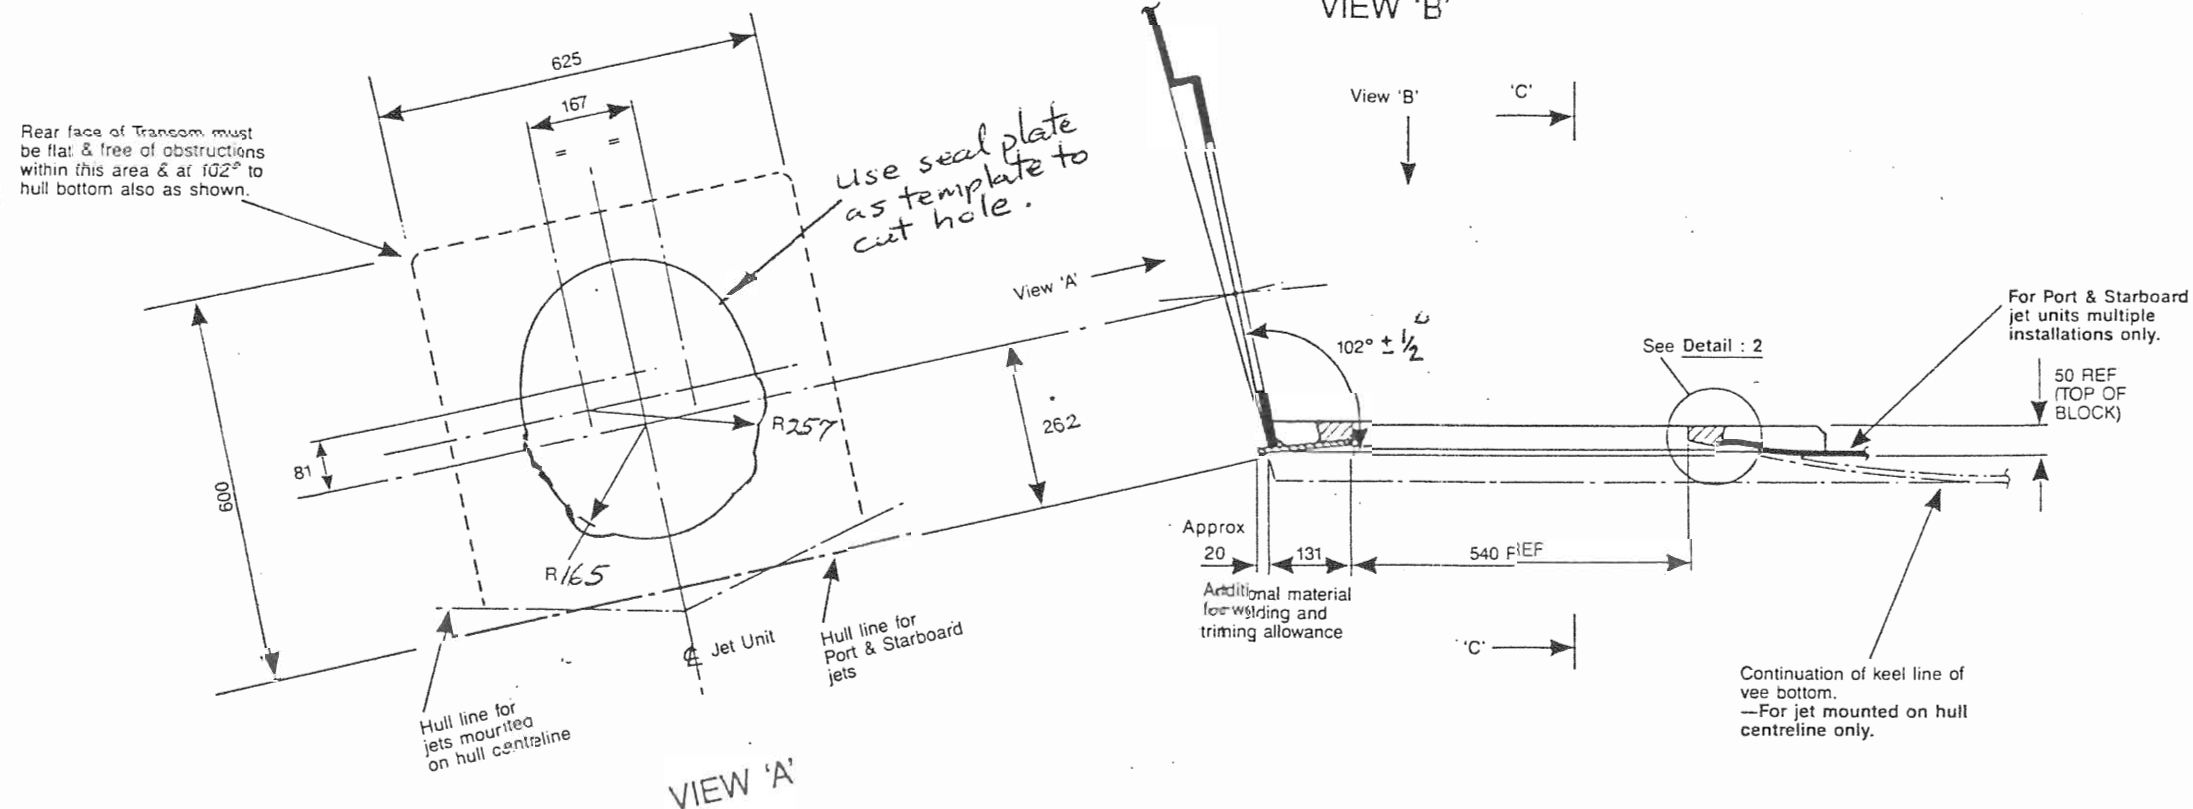 VIEW 'B'
625
167
= =
Rear face of Transom must
be flat & free of obstructions
within this area & at 102° to
hull bottom also as shown.
use seal plate
as template to
cut hole.
View 'A'
View 'B'
'C'
102° ± 1/2°
See Detail : 2
For Port & Starboard
jet units multiple
installations only.
50 REF
(TOP OF
BLOCK)
R257
262
81
600
R165
Approx
20
131
540 REF
Additional material
for welding and
triming allowance
'C'
Continuation of keel line of
vee bottom.
—For jet mounted on hull
centreline only.
℄ Jet Unit
Hull line for
Port & Starboard
jets
Hull line for
jets mounted
on hull centreline
VIEW 'A'